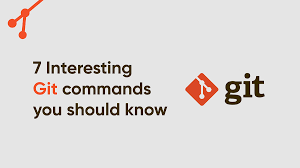 7 Interesting
Git commands
you should know
git